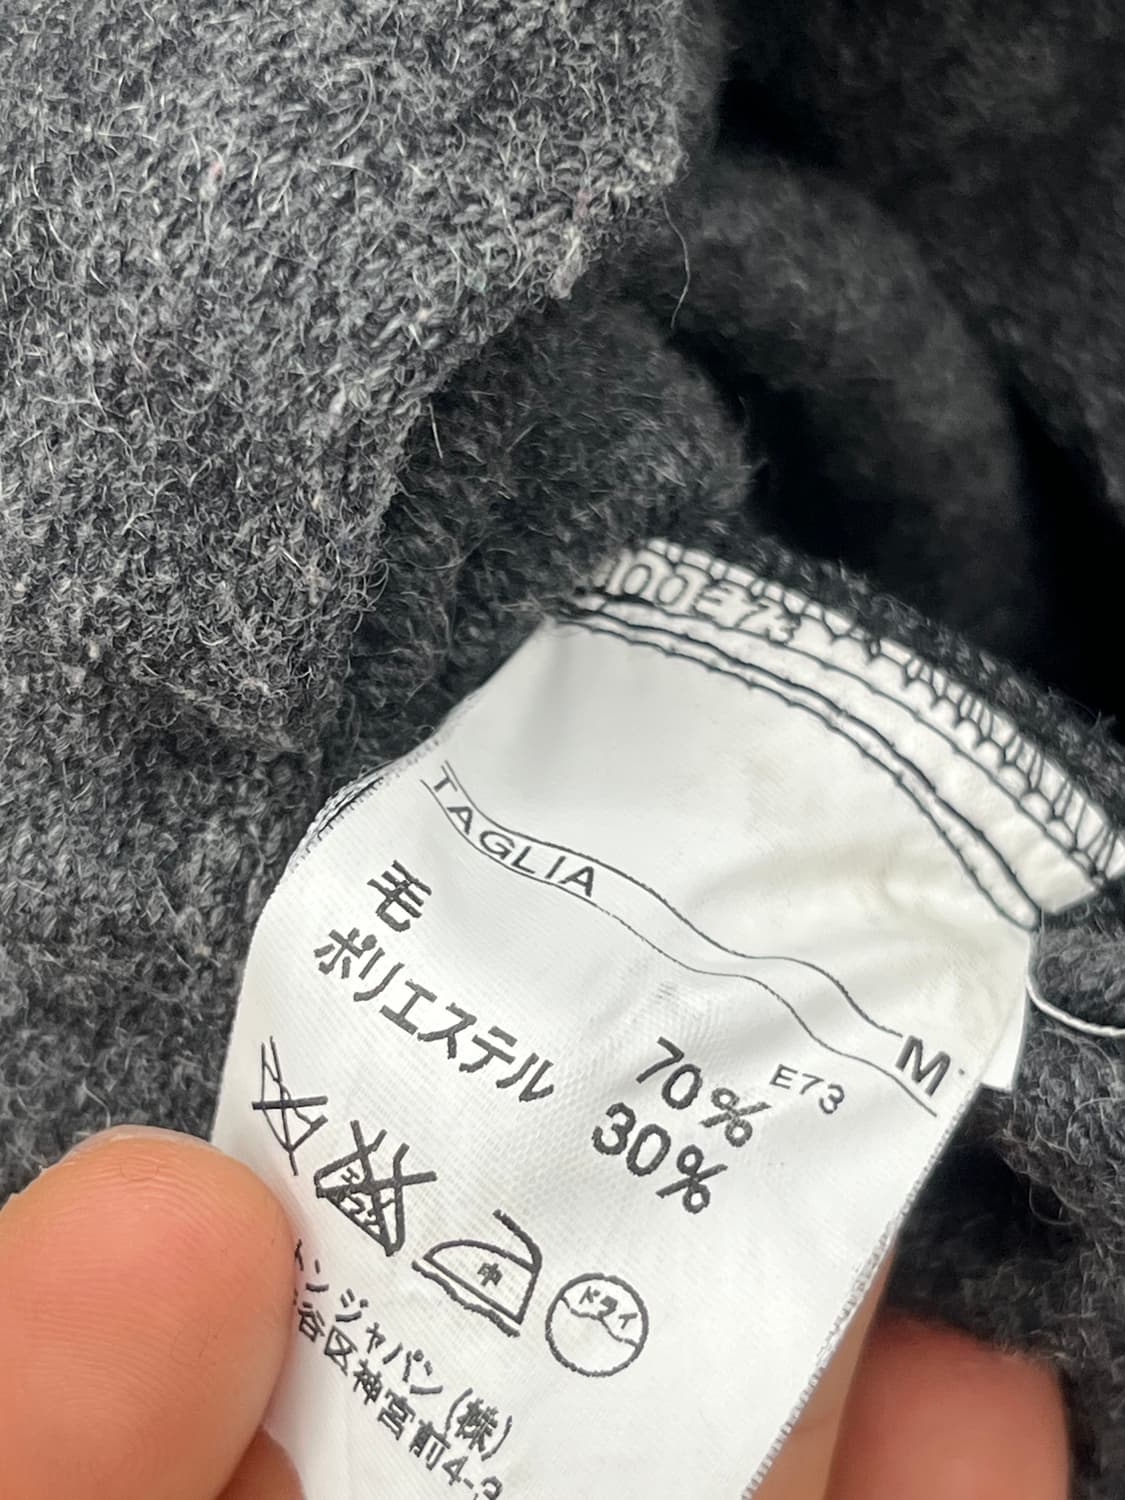 TAGLIA M
E73
毛 70%
ポリエステル 30%
中
ドライ
トンジャパン(株)
谷区神宮前4-3